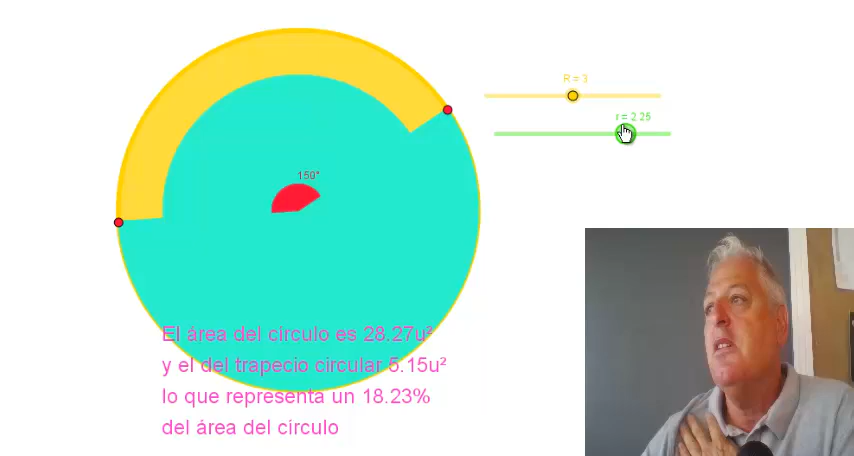 R = 3
r = 2.25
150°
El área del círculo es 28.27u²
y el del trapecio circular 5.15u²
lo que representa un 18.23%
del área del círculo